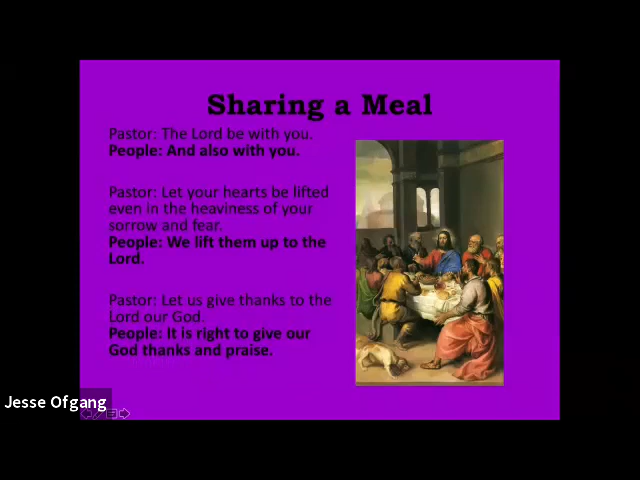 Sharing a Meal
Pastor: The Lord be with you.
People: And also with you.
Pastor: Let your hearts be lifted
even in the heaviness of your
sorrow and fear.
People: We lift them up to the
Lord.
Pastor: Let us give thanks to the
Lord our God.
People: It is right to give our
God thanks and praise.
Jesse Ofgang